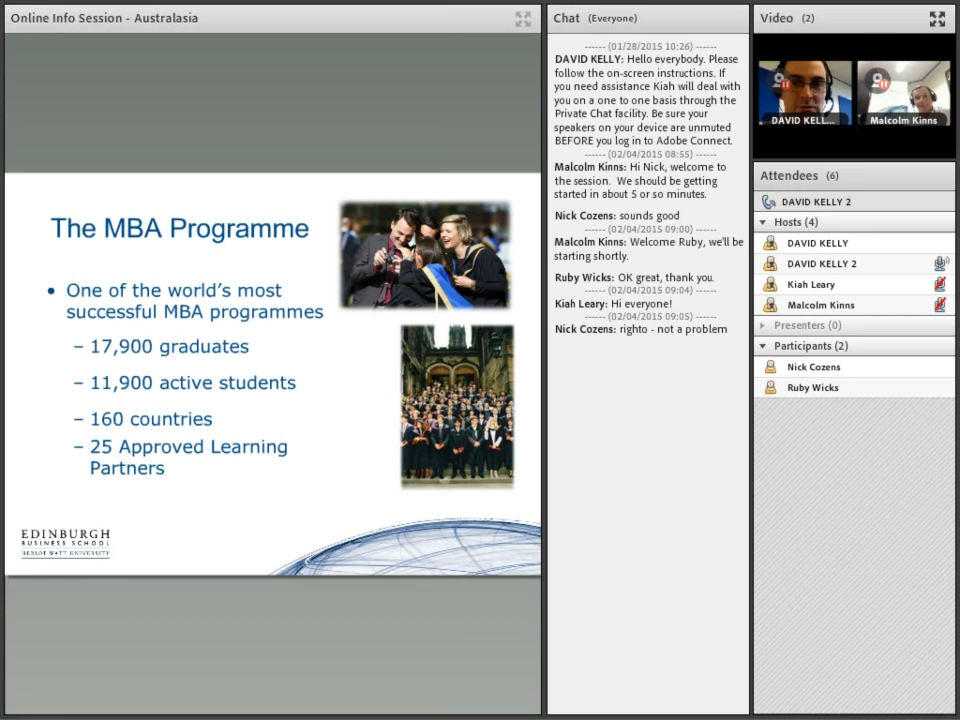 Online Info Session - Australasia
The MBA Programme
• One of the world's most
successful MBA programmes
– 17,900 graduates
– 11,900 active students
– 160 countries
– 25 Approved Learning
Partners
EDINBURGH
BUSINESS SCHOOL
HERIOT WATT UNIVERSITY
Chat (Everyone)
------ (01/28/2015 10:26) ------
DAVID KELLY: Hello everybody. Please
follow the on-screen instructions. If
you need assistance Kiah will deal with
you on a one to one basis through the
Private Chat facility. Be sure your
speakers on your device are unmuted
BEFORE you log in to Adobe Connect.
------ (02/04/2015 08:55) ------
Malcolm Kinns: Hi Nick, welcome to
the session. We should be getting
started in about 5 or so minutes.
Nick Cozens: sounds good
------ (02/04/2015 09:00) ------
Malcolm Kinns: Welcome Ruby, we'll be
starting shortly.
Ruby Wicks: OK great, thank you.
------ (02/04/2015 09:04) ------
Kiah Leary: Hi everyone!
------ (02/04/2015 09:05) ------
Nick Cozens: righto - not a problem
Video (2)
DAVID KELL...
Malcolm Kinns
Attendees (6)
DAVID KELLY 2
Hosts (4)
DAVID KELLY
DAVID KELLY 2
Kiah Leary
Malcolm Kinns
Presenters (0)
Participants (2)
Nick Cozens
Ruby Wicks